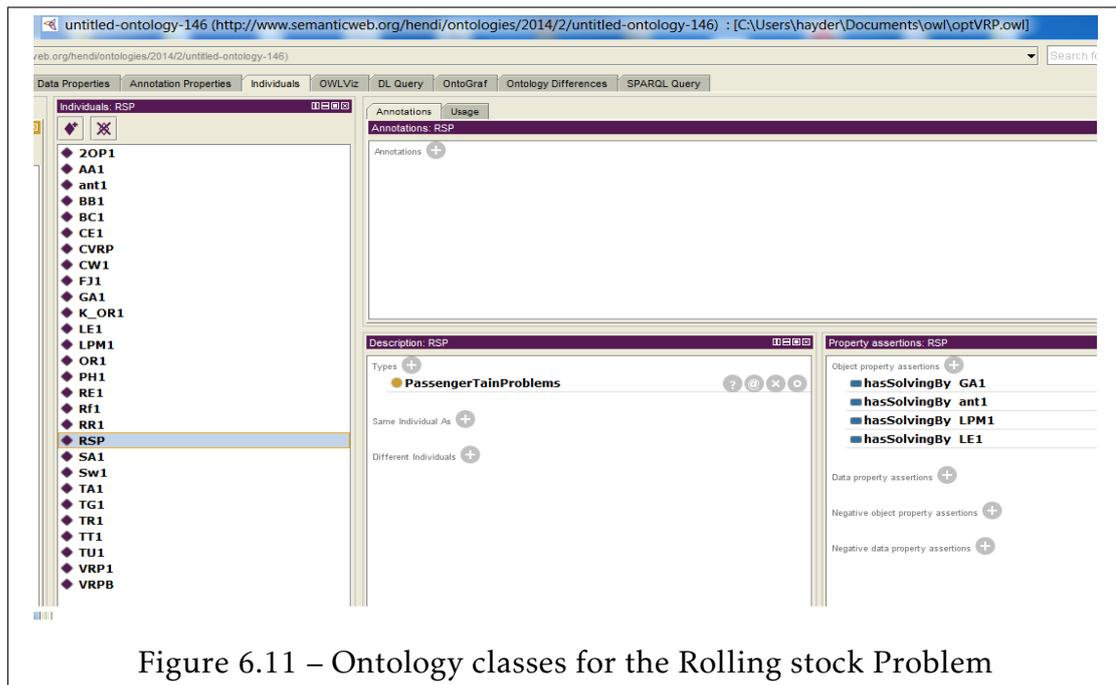 untitled-ontology-146 (http://www.semanticweb.org/hendi/ontologies/2014/2/untitled-ontology-146) : [C:\Users\hayder\Documents\owl\optVRP.owl]
veb.org/hendi/ontologies/2014/2/untitled-ontology-146)
Search fo
Data Properties Annotation Properties Individuals OWLViz DL Query OntoGraf Ontology Differences SPARQL Query
Individuals: RSP
2OP1
AA1
ant1
BB1
BC1
CE1
CVRP
CW1
FJ1
GA1
K_OR1
LE1
LPM1
OR1
PH1
RE1
Rf1
RR1
RSP
SA1
Sw1
TA1
TG1
TR1
TT1
TU1
VRP1
VRPB
Annotations Usage
Annotations: RSP
Annotations
Description: RSP
Types
PassengerTainProblems
Same Individual As
Different Individuals
Property assertions: RSP
Object property assertions
hasSolvingBy GA1
hasSolvingBy ant1
hasSolvingBy LPM1
hasSolvingBy LE1
Data property assertions
Negative object property assertions
Negative data property assertions
Figure 6.11 – Ontology classes for the Rolling stock Problem